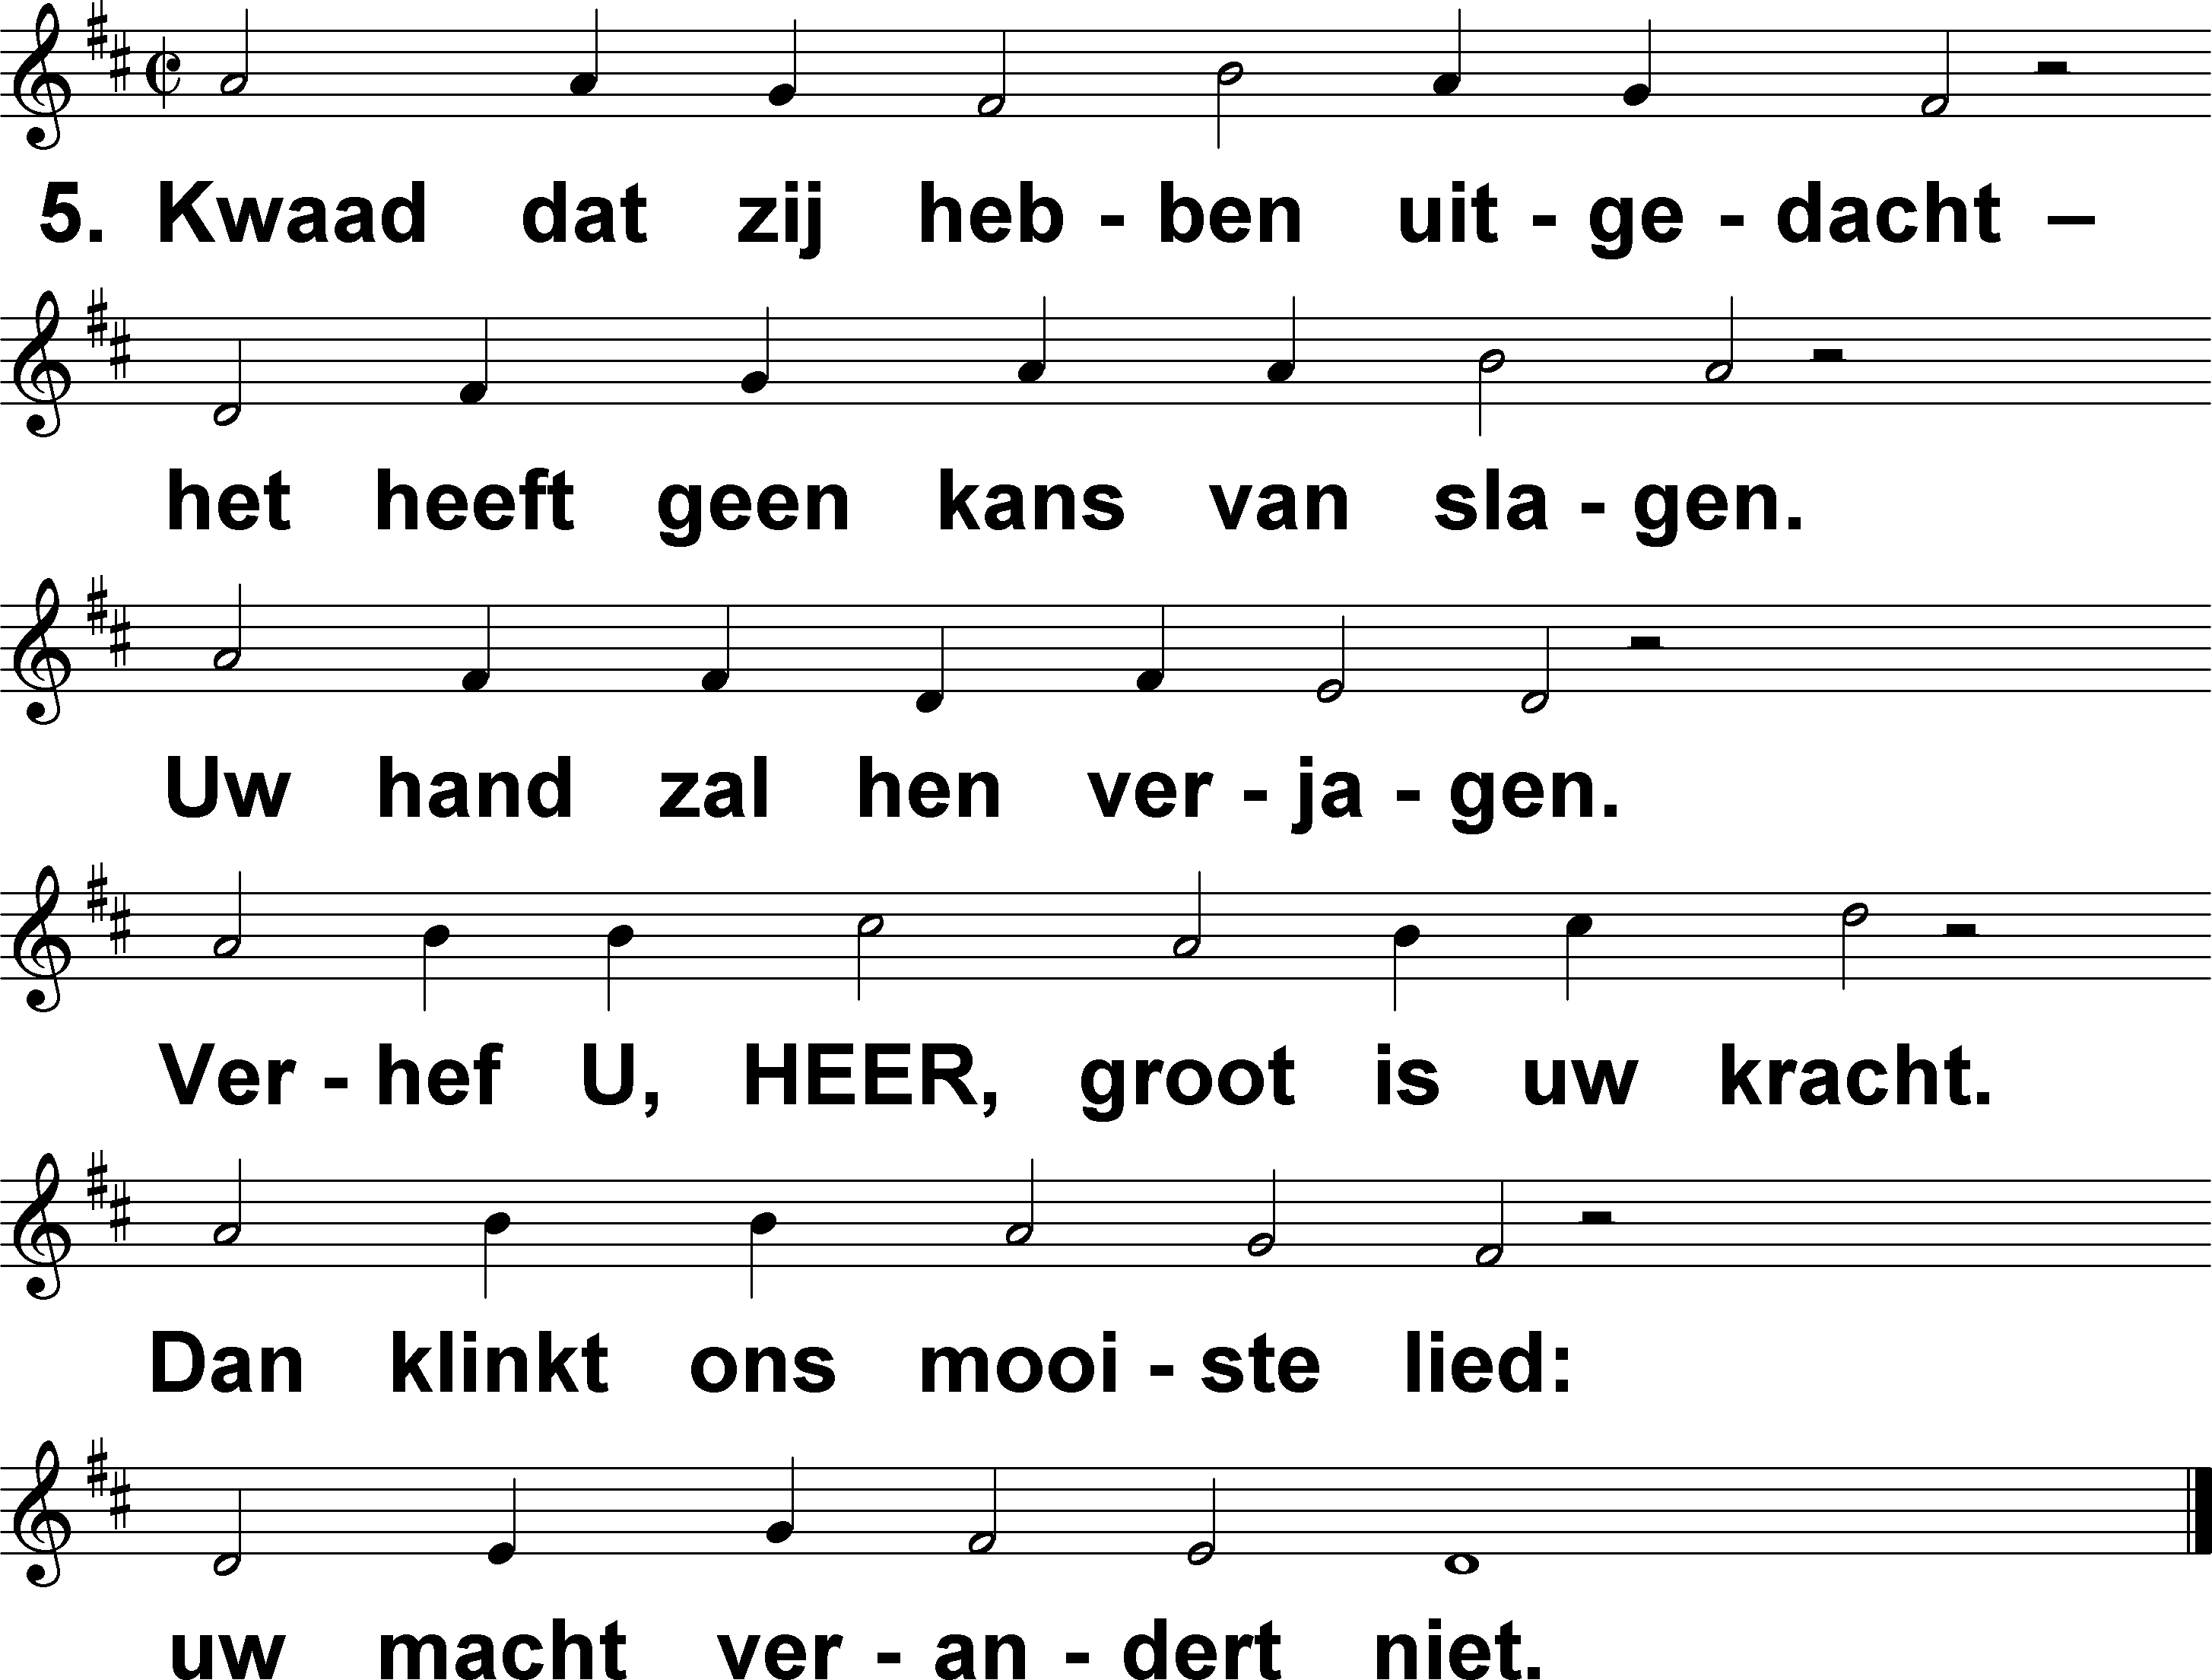 5. Kwaad dat zij heb - ben uit - ge - dacht –
het heeft geen kans van sla - gen.
Uw hand zal hen ver - ja - gen.
Ver - hef U, HEER, groot is uw kracht.
Dan klinkt ons mooi - ste lied:
uw macht ver - an - dert niet.